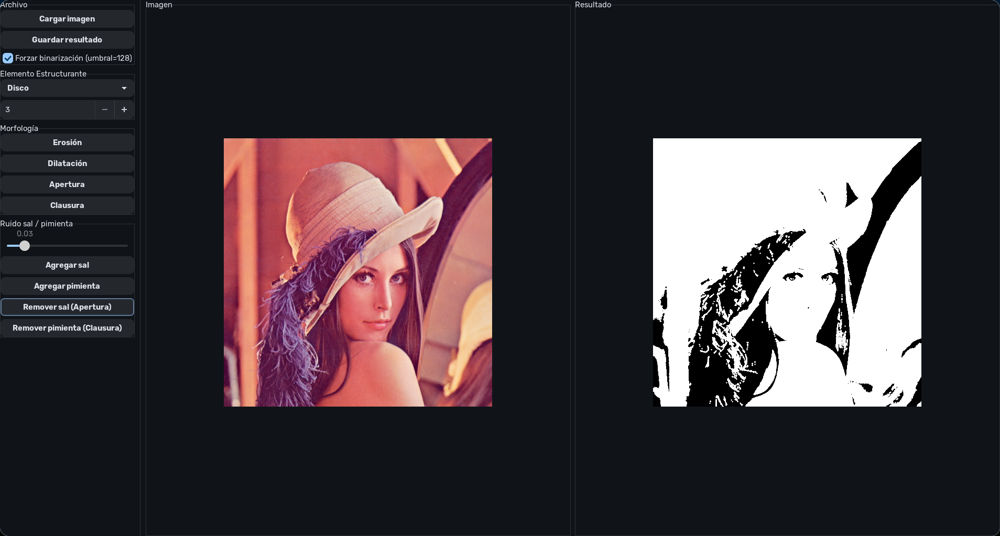 Archivo
Cargar imagen
Guardar resultado
Forzar binarización (umbral=128)
Elemento Estructurante
Disco
3
Morfología
Erosión
Dilatación
Apertura
Clausura
Ruido sal / pimienta
0.03
Agregar sal
Agregar pimienta
Remover sal (Apertura)
Remover pimienta (Clausura)
Imagen
Resultado